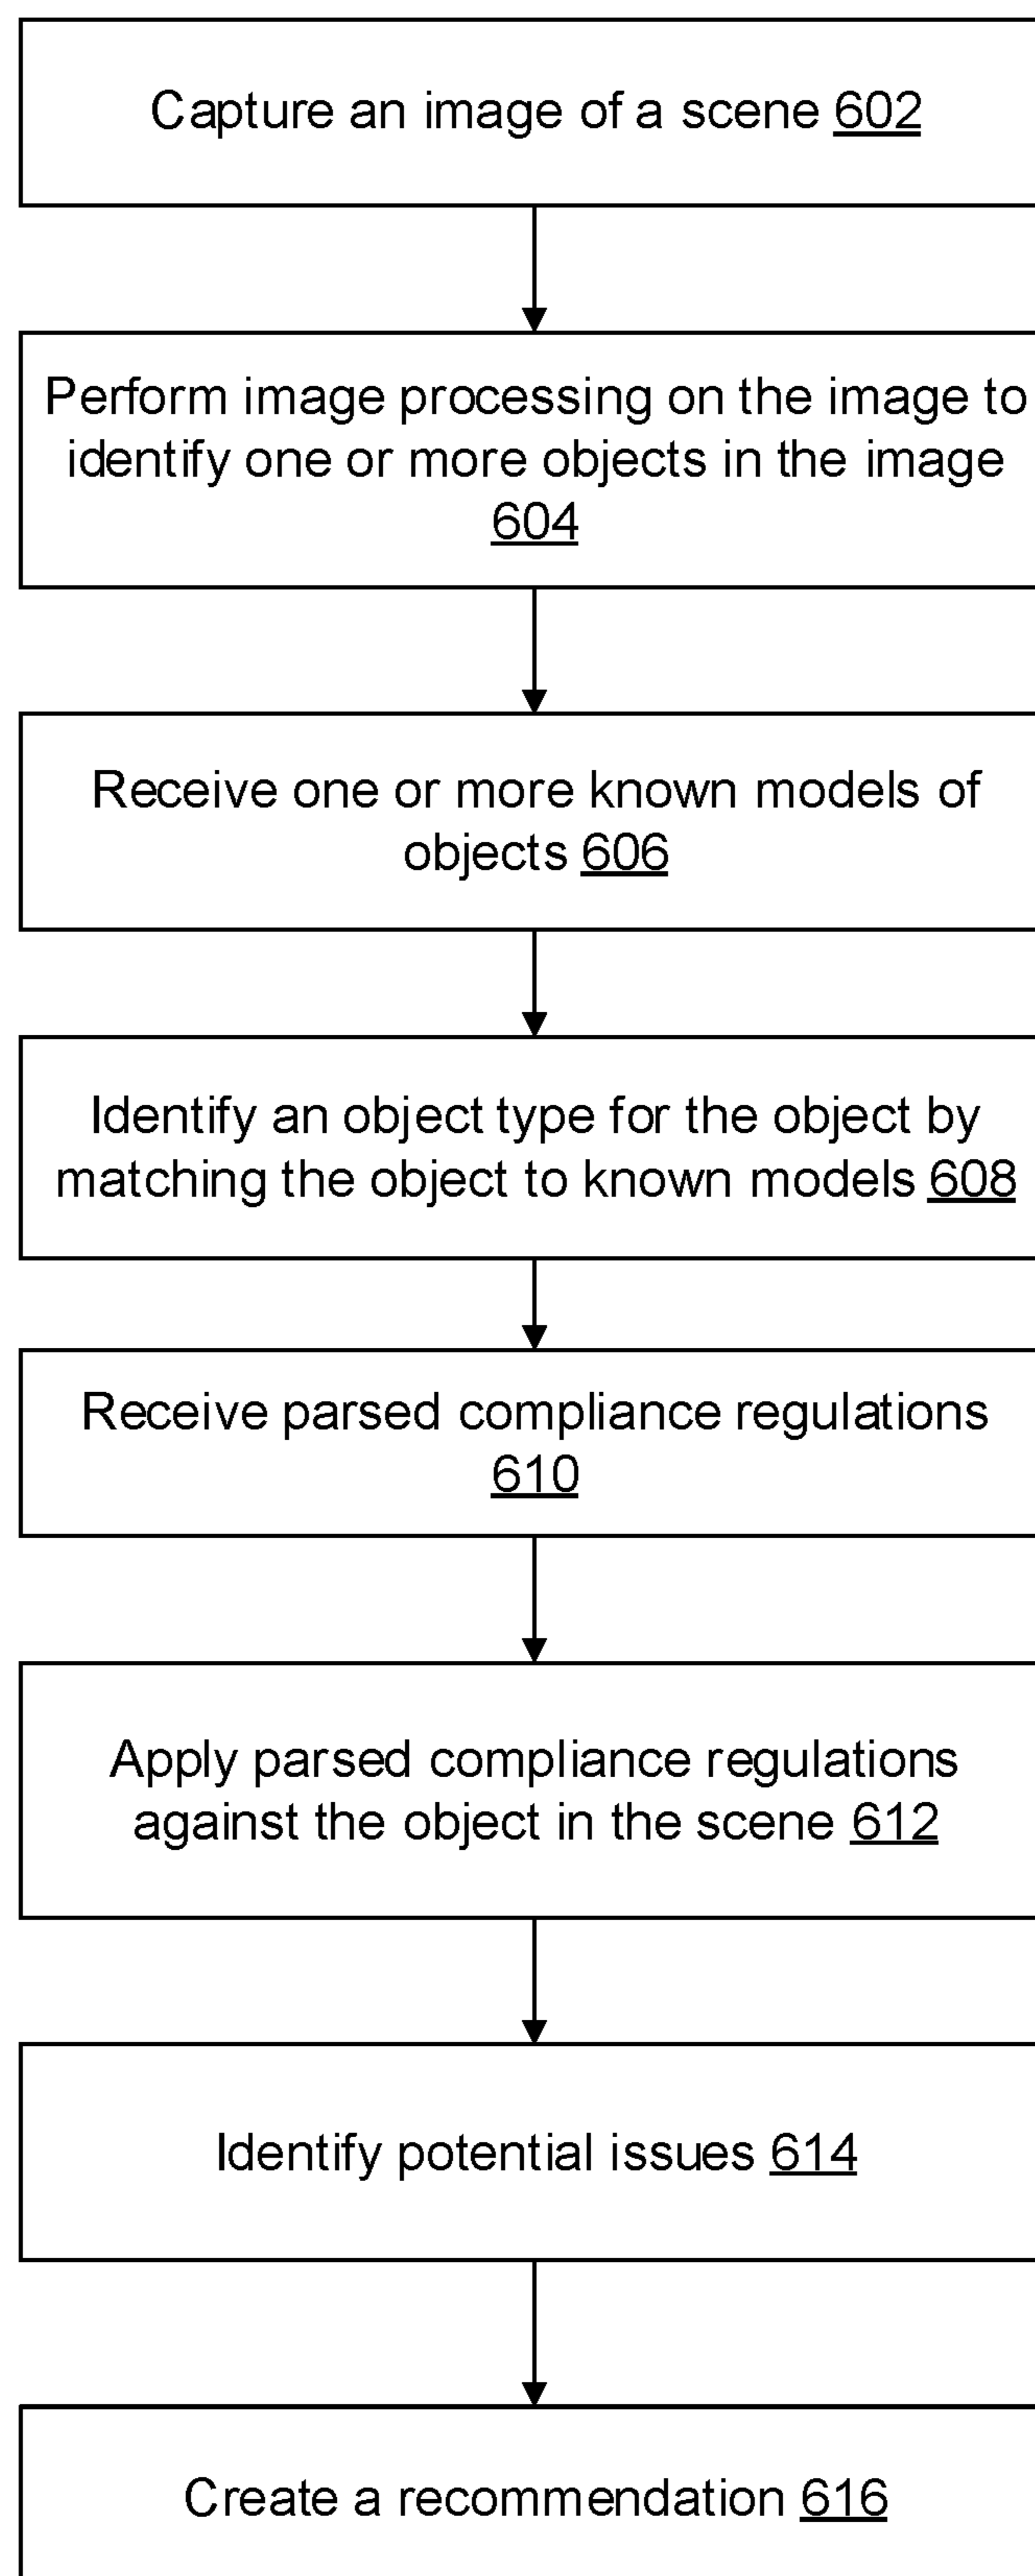 Capture an image of a scene 602
Perform image processing on the image to
identify one or more objects in the image
604
Receive one or more known models of
objects 606
Identify an object type for the object by
matching the object to known models 608
Receive parsed compliance regulations
610
Apply parsed compliance regulations
against the object in the scene 612
Identify potential issues 614
Create a recommendation 616